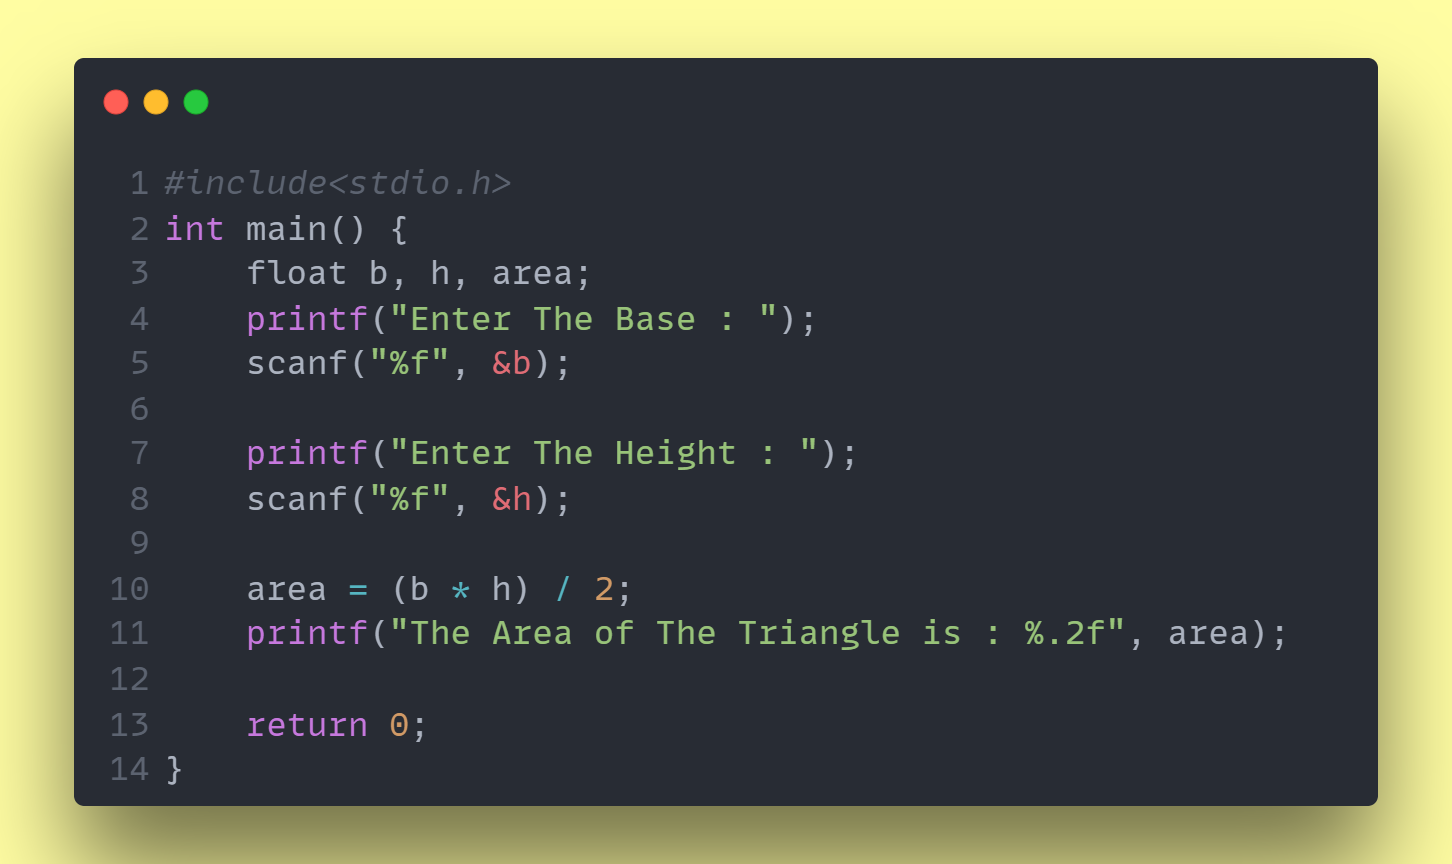 1 #include<stdio.h>
2 int main() {
3     float b, h, area;
4     printf("Enter The Base : ");
5     scanf("%f", &b);
6
7     printf("Enter The Height : ");
8     scanf("%f", &h);
9
10     area = (b * h) / 2;
11     printf("The Area of The Triangle is : %.2f", area);
12
13     return 0;
14 }